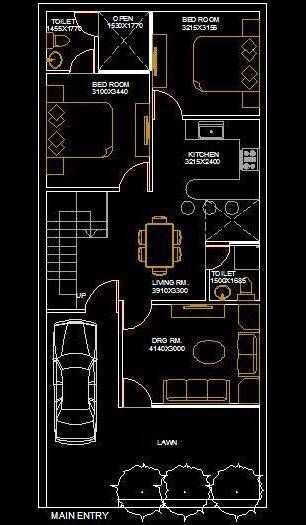 TOILET
1455X1770
OPEN
1530X1770
BED ROOM
3215X3155
BED ROOM
3100X3440
KITCHEN
3215X2400
TOILET
1500X1685
LIVING RM.
3910X3300
UP
DRG RM.
4140X3000
LAWN
MAIN ENTRY